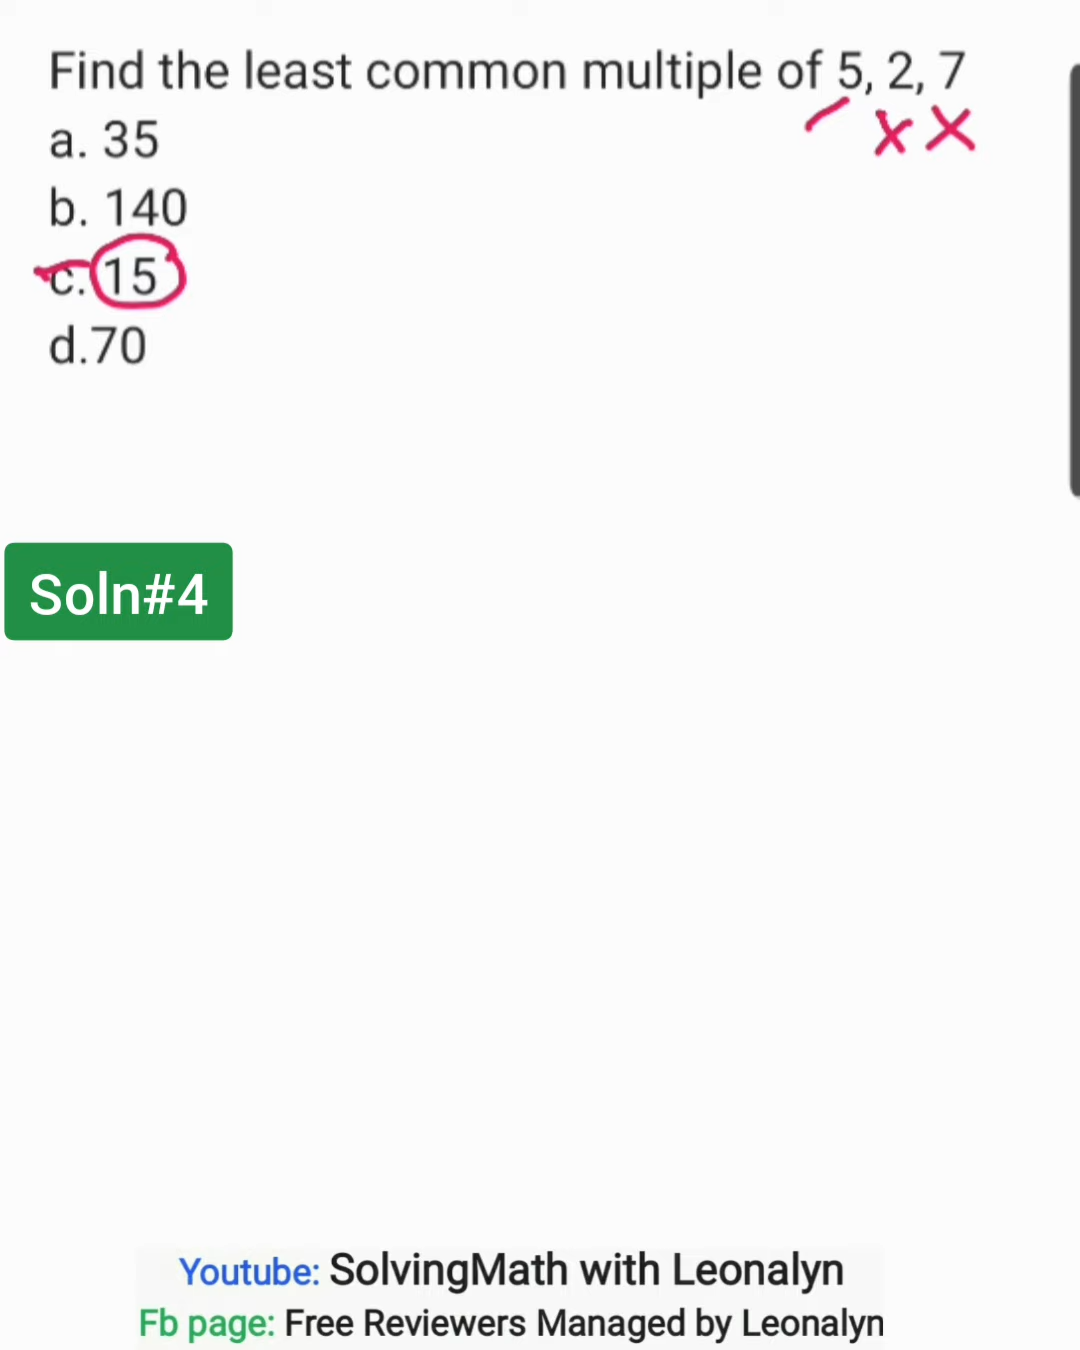 Find the least common multiple of 5, 2, 7
a. 35
b. 140
c. 15
d.70
Soln#4
Youtube: SolvingMath with Leonalyn
Fb page: Free Reviewers Managed by Leonalyn